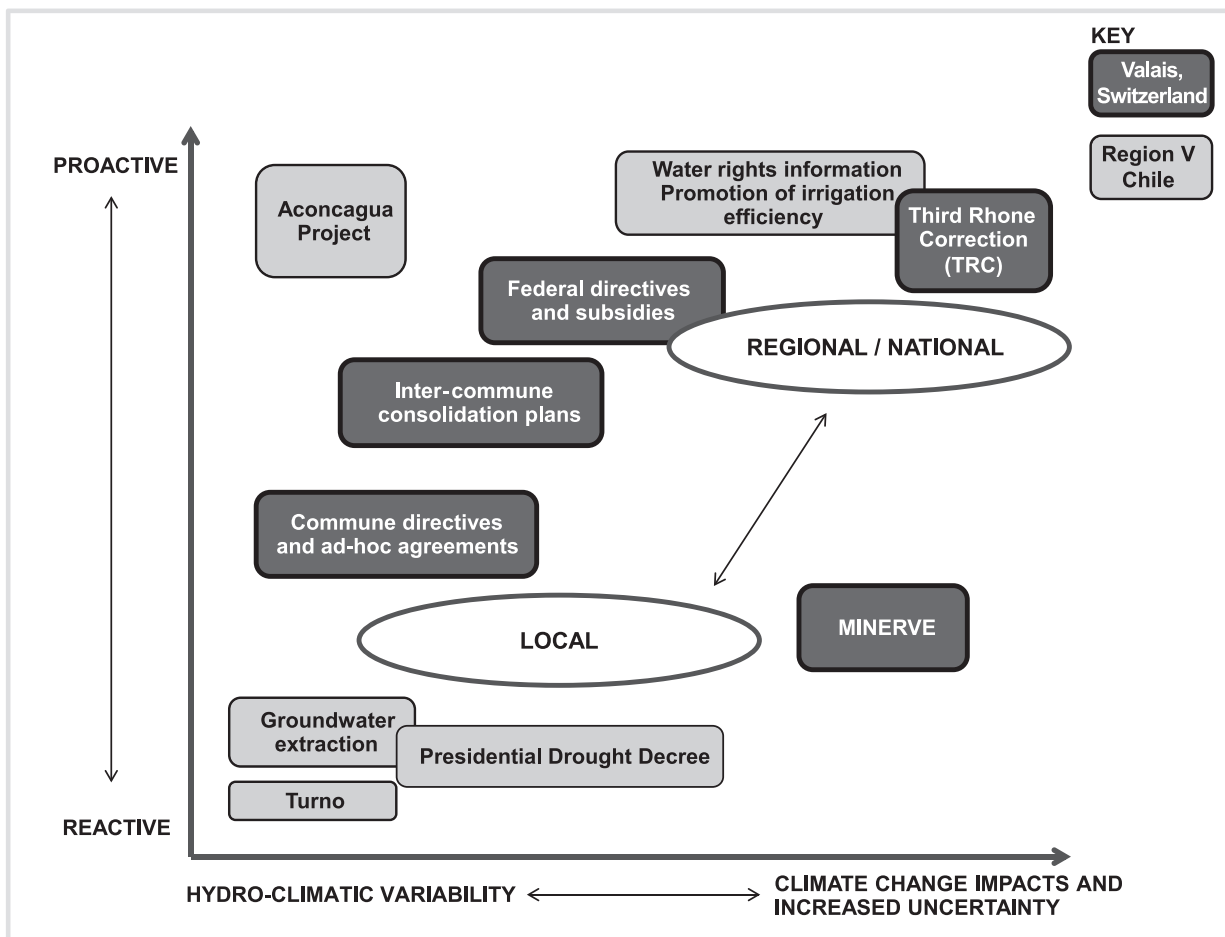 KEY
Valais,
Switzerland
Region V
Chile
PROACTIVE
Aconcagua
Project
Water rights information
Promotion of irrigation
efficiency
Third Rhone
Correction
(TRC)
Federal directives
and subsidies
REGIONAL / NATIONAL
Inter-commune
consolidation plans
Commune directives
and ad-hoc agreements
LOCAL
MINERVE
Groundwater
extraction
Presidential Drought Decree
Turno
REACTIVE
HYDRO-CLIMATIC VARIABILITY
CLIMATE CHANGE IMPACTS AND
INCREASED UNCERTAINTY